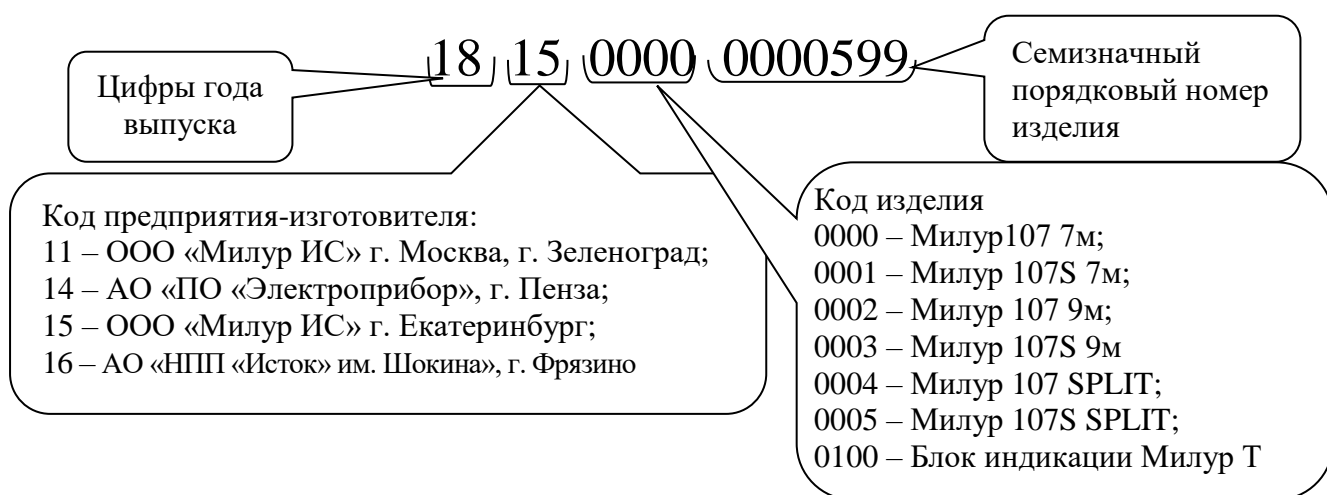 18 15 0000 0000599
Цифры года
выпуска
Семизначный
порядковый номер
изделия
Код предприятия-изготовителя:
11 – ООО «Милур ИС» г. Москва, г. Зеленоград;
14 – АО «ПО «Электроприбор», г. Пенза;
15 – ООО «Милур ИС» г. Екатеринбург;
16 – АО «НПП «Исток» им. Шокина», г. Фрязино
Код изделия
0000 – Милур107 7м;
0001 – Милур 107S 7м;
0002 – Милур 107 9м;
0003 – Милур 107S 9м
0004 – Милур 107 SPLIT;
0005 – Милур 107S SPLIT;
0100 – Блок индикации Милур Т